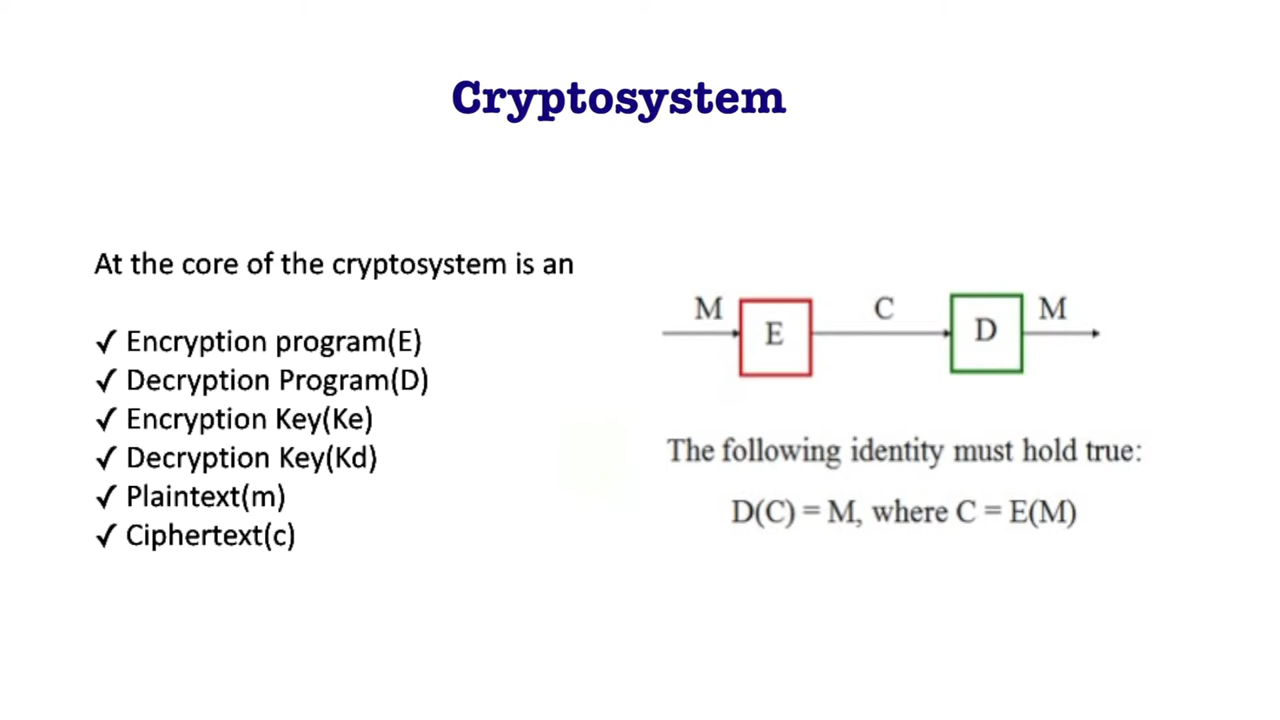 Cryptosystem
At the core of the cryptosystem is an
✓ Encryption program(E)
✓ Decryption Program(D)
✓ Encryption Key(Ke)
✓ Decryption Key(Kd)
✓ Plaintext(m)
✓ Ciphertext(c)
M E C D M
The following identity must hold true:
D(C) = M, where C = E(M)